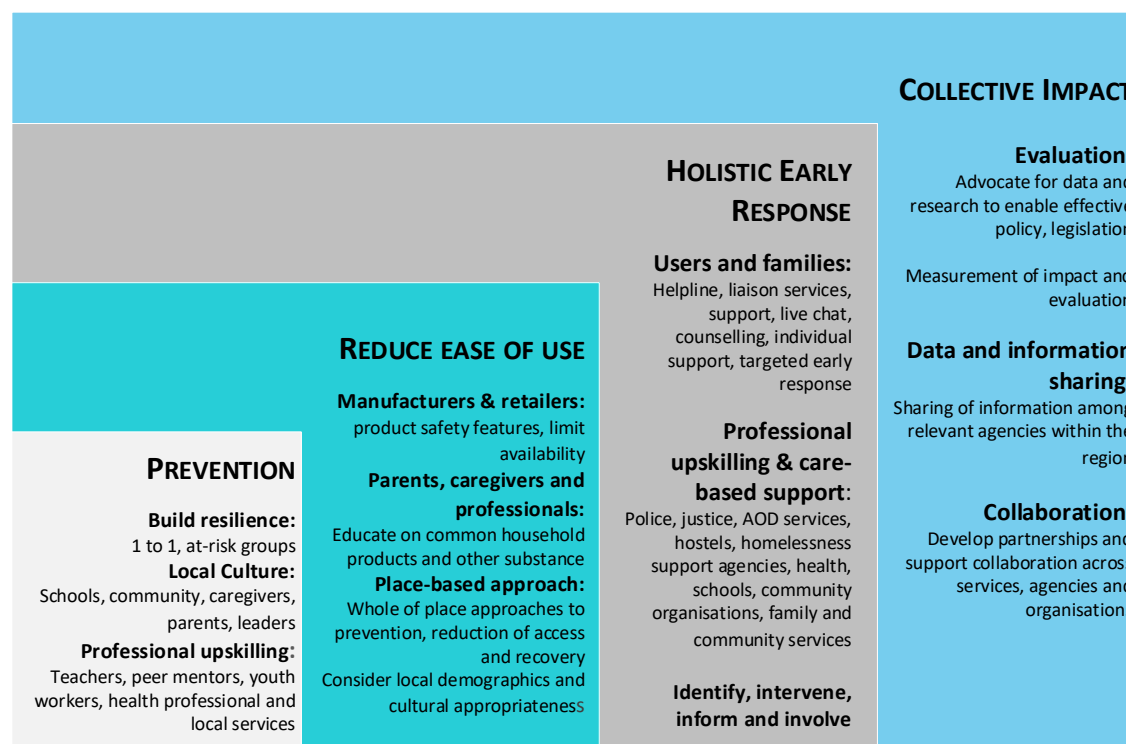 PREVENTION
Build resilience:
1 to 1, at-risk groups
Local Culture:
Schools, community, caregivers,
parents, leaders
Professional upskilling:
Teachers, peer mentors, youth
workers, health professional and
local services
REDUCE EASE OF USE
Manufacturers & retailers:
product safety features, limit
availability
Parents, caregivers and
professionals:
Educate on common household
products and other substance
Place-based approach:
Whole of place approaches to
prevention, reduction of access
and recovery
Consider local demographics and
cultural appropriateness
HOLISTIC EARLY
RESPONSE
Users and families:
Helpline, liaison services,
support, live chat,
counselling, individual
support, targeted early
response
Professional
upskilling & care-
based support:
Police, justice, AOD services,
hostels, homelessness
support agencies, health,
schools, community
organisations, family and
community services
Identify, intervene,
inform and involve
COLLECTIVE IMPACT
Evaluation
Advocate for data and
research to enable effective
policy, legislation
Measurement of impact and
evaluation
Data and information
sharing
Sharing of information among
relevant agencies within the
region
Collaboration
Develop partnerships and
support collaboration across
services, agencies and
organisation